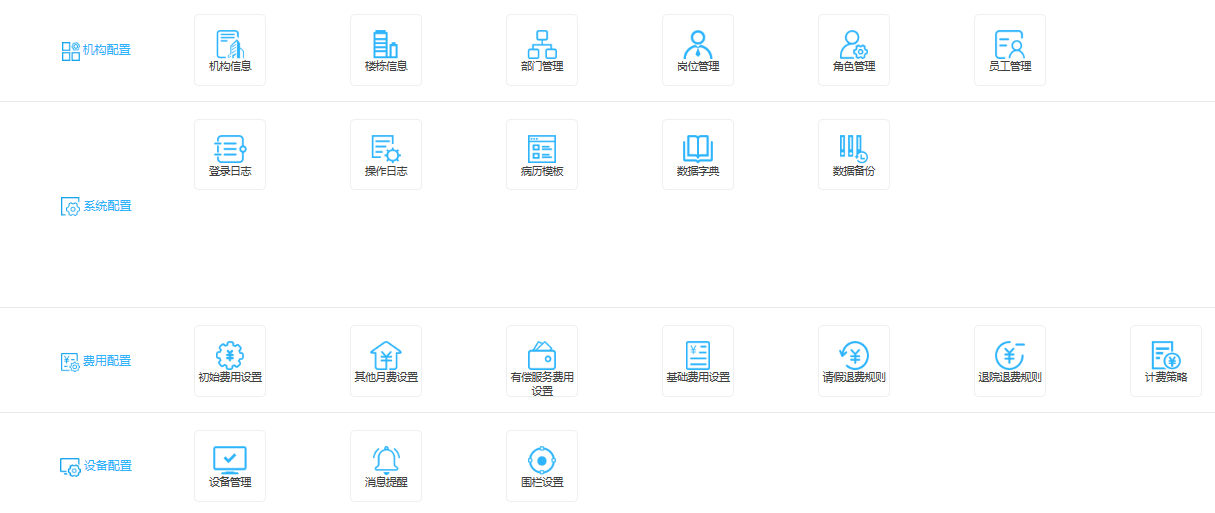 机构配置
机构信息
楼栋信息
部门管理
岗位管理
角色管理
员工管理
系统配置
登录日志
操作日志
病历模板
数据字典
数据备份
费用配置
初始费用设置
其他月费设置
有偿服务费用
设置
基础费用设置
请假退费规则
退院退费规则
计费策略
设备配置
设备管理
消息提醒
围栏设置